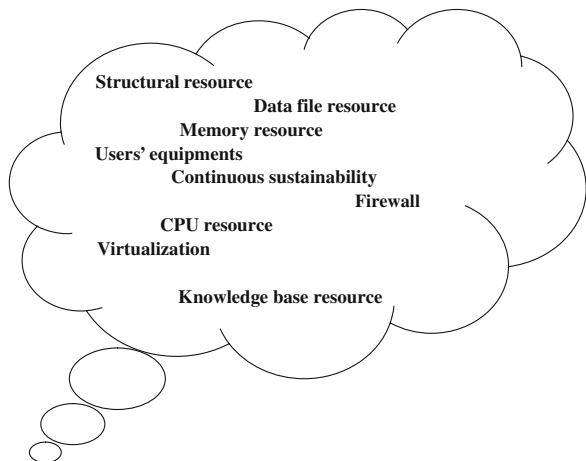 Structural resource
Data file resource
Memory resource
Users' equipments
Continuous sustainability
Firewall
CPU resource
Virtualization
Knowledge base resource